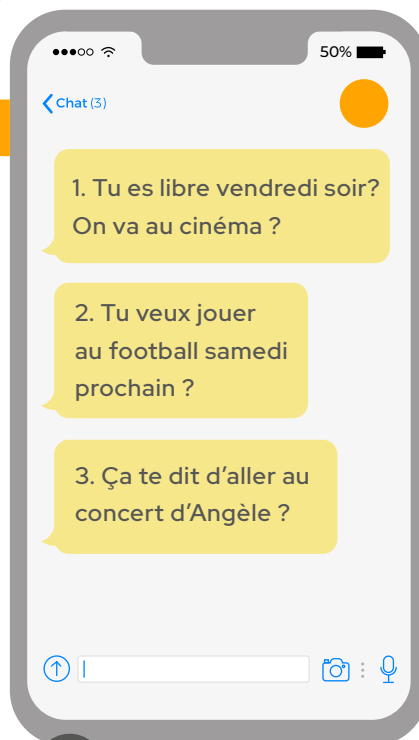 50%
Chat (3)
1. Tu es libre vendredi soir?
On va au cinéma ?
2. Tu veux jouer
au football samedi
prochain ?
3. Ça te dit d'aller au
concert d'Angèle ?